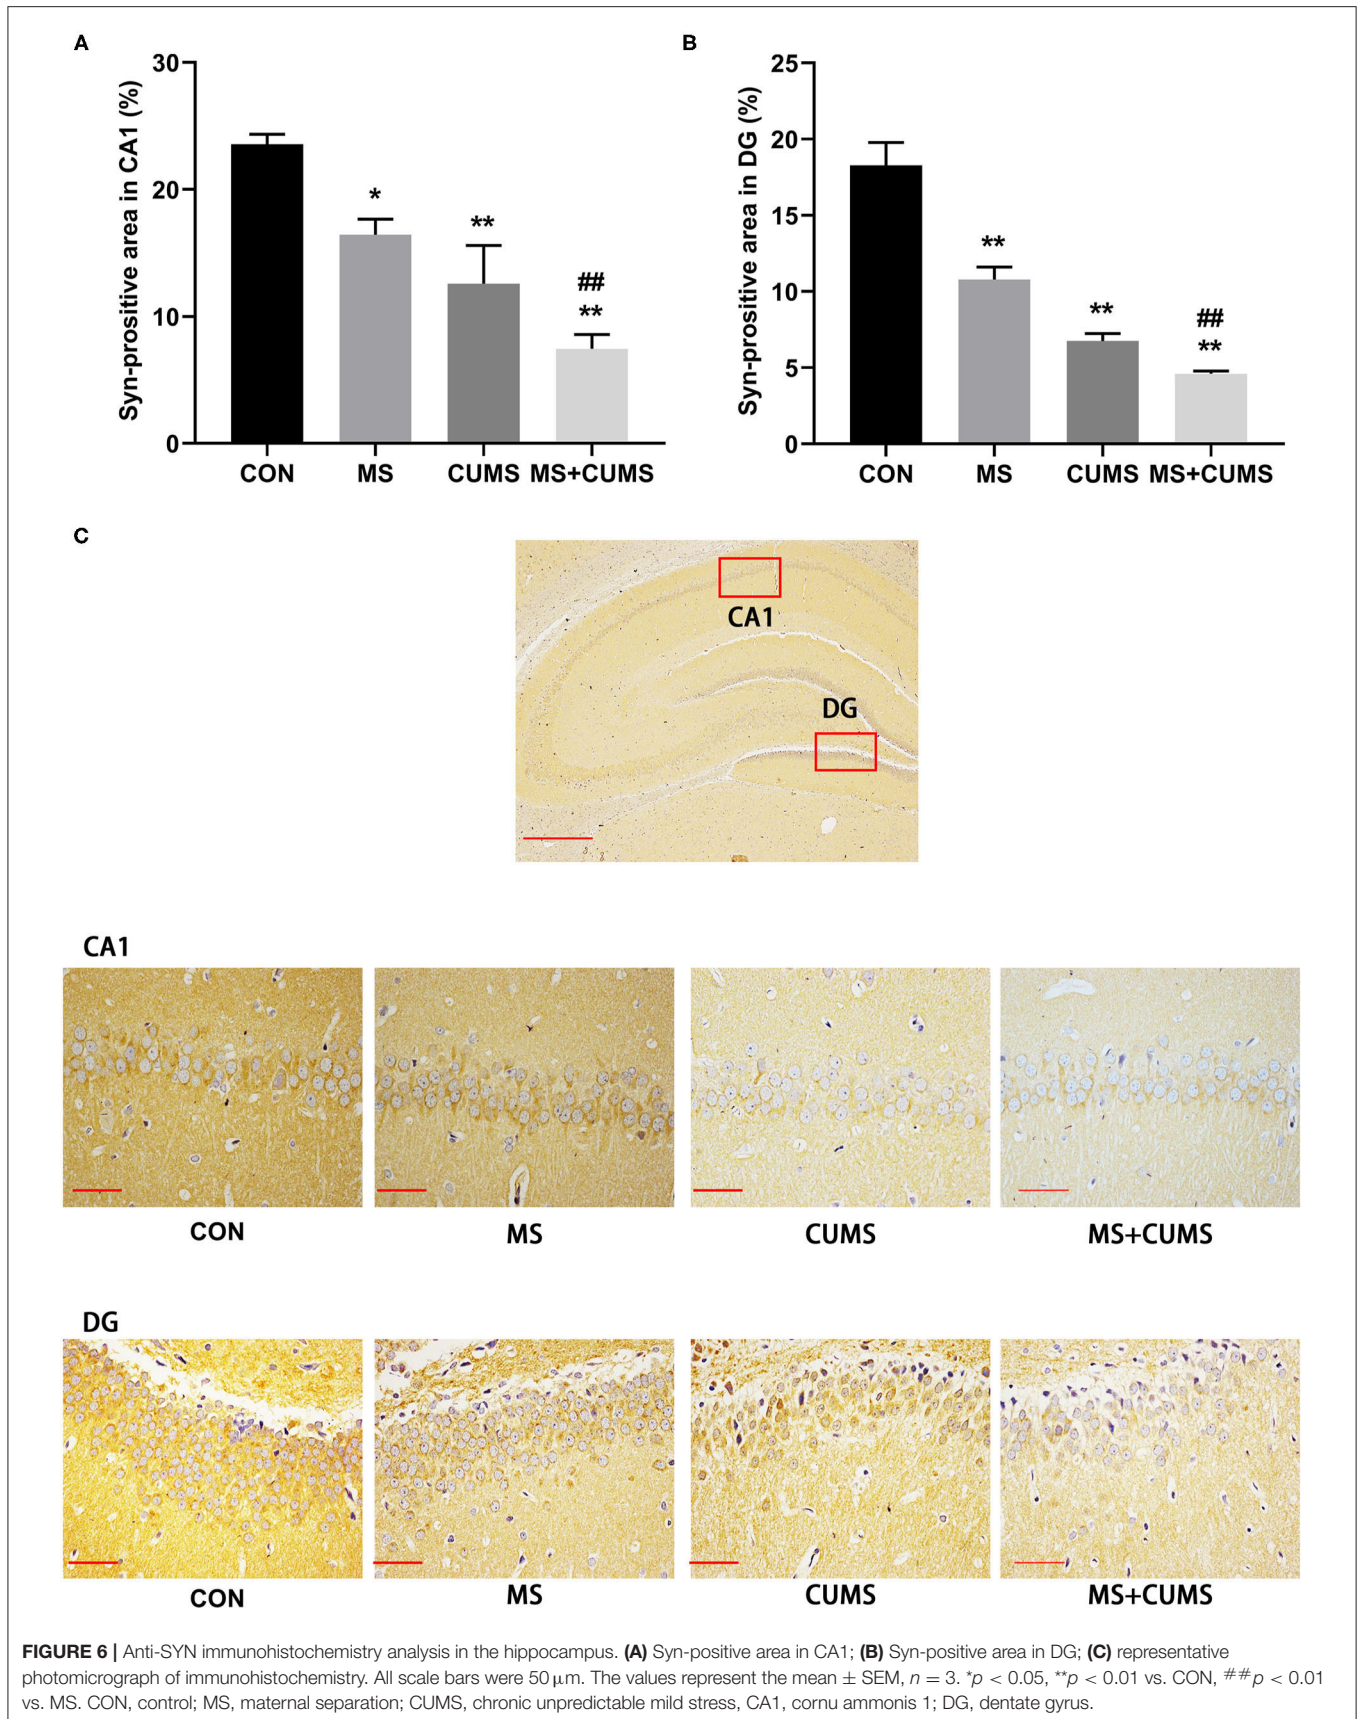 A
B
Syn-prositive area in CA1 (%)
30
20
10
0
*
**
##
**
CON MS CUMS MS+CUMS
Syn-prositive area in DG (%)
25
20
15
10
5
0
**
**
##
**
CON MS CUMS MS+CUMS
C
CA1
DG
CA1
CON MS CUMS MS+CUMS
DG
CON MS CUMS MS+CUMS
FIGURE 6 | Anti-SYN immunohistochemistry analysis in the hippocampus. (A) Syn-positive area in CA1; (B) Syn-positive area in DG; (C) representative
photomicrograph of immunohistochemistry. All scale bars were 50 μm. The values represent the mean ± SEM, n = 3. *p < 0.05, **p < 0.01 vs. CON, ##p < 0.01
vs. MS. CON, control; MS, maternal separation; CUMS, chronic unpredictable mild stress, CA1, cornu ammonis 1; DG, dentate gyrus.